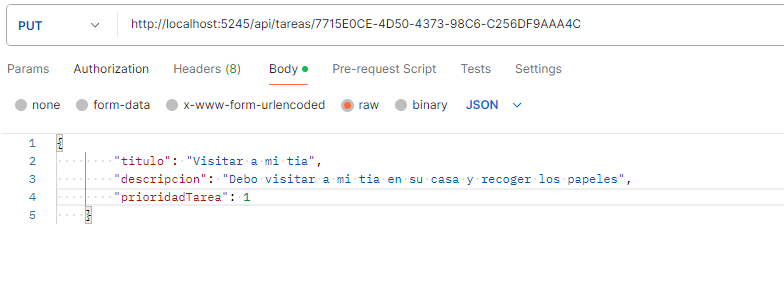 PUT http://localhost:5245/api/tareas/7715E0CE-4D50-4373-98C6-C256DF9AAA4C
Params Authorization Headers (8) Body Pre-request Script Tests Settings
none form-data x-www-form-urlencoded raw binary JSON
1 {
2 "titulo": "Visitar a mi tia",
3 "descripcion": "Debo visitar a mi tia en su casa y recoger los papeles",
4 "prioridadTarea": 1
5 }